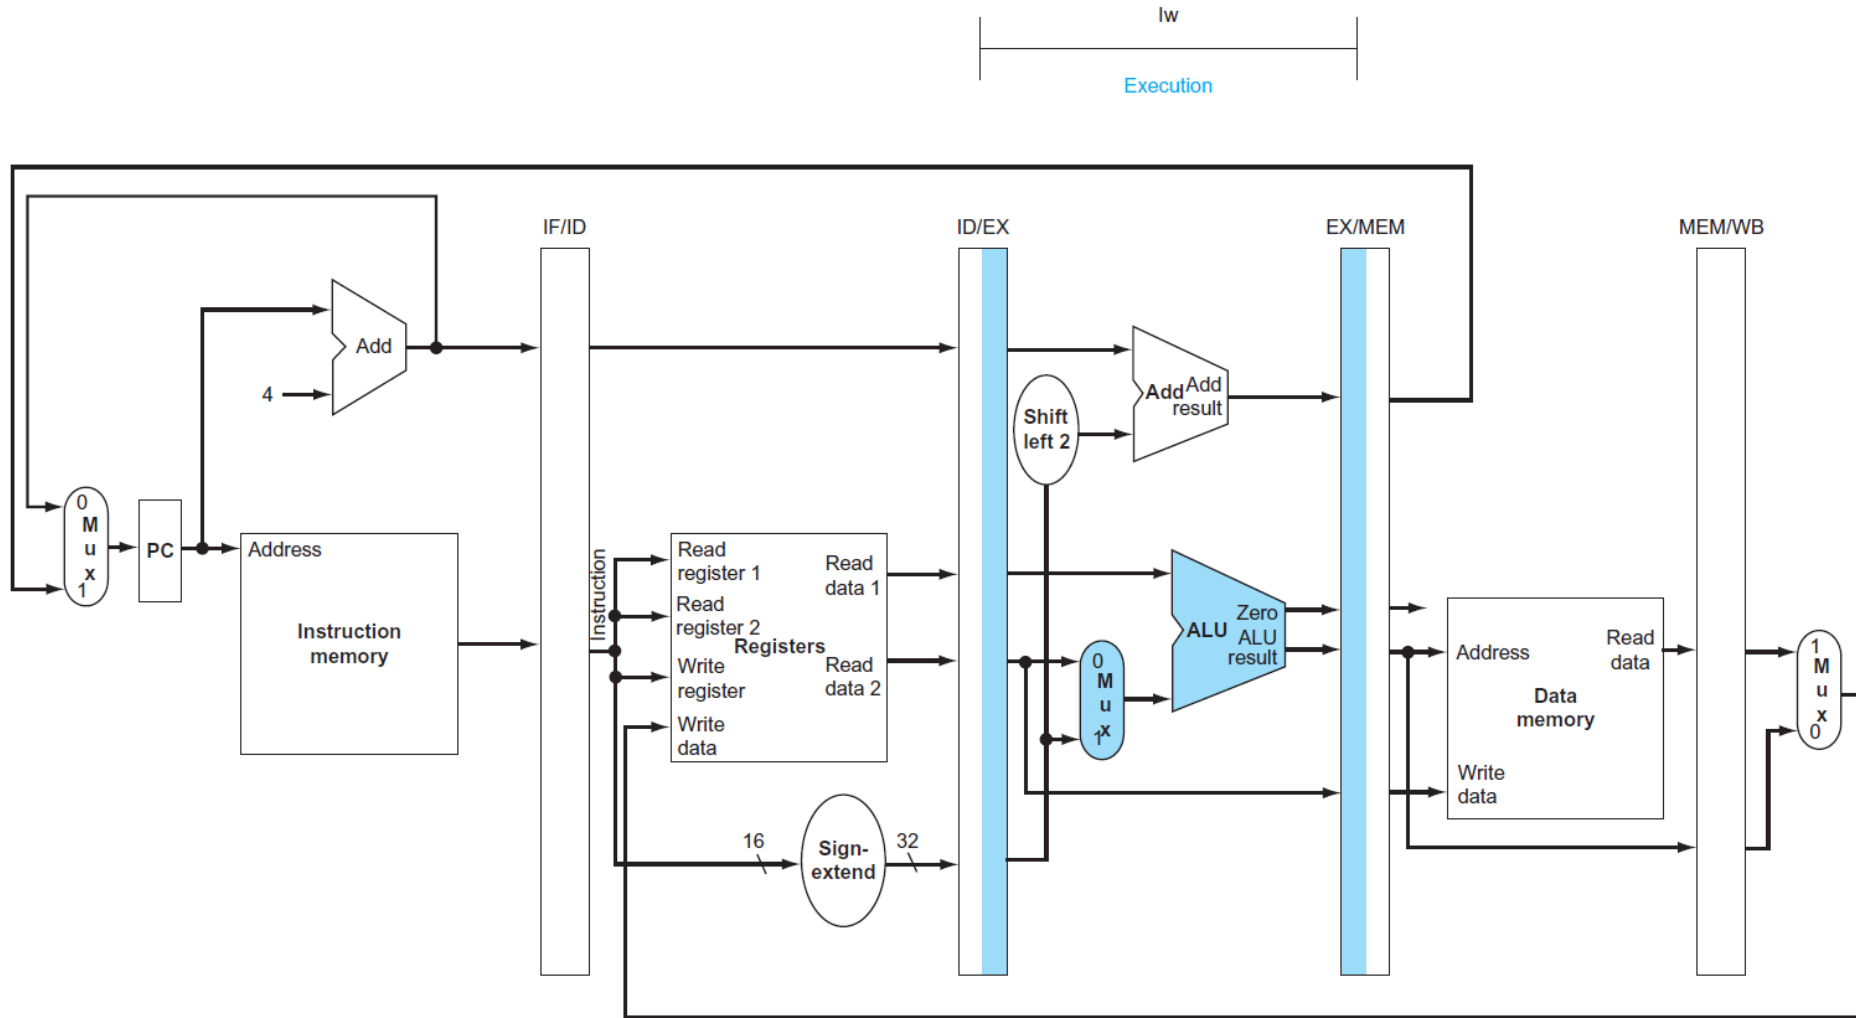 lw
Execution
IF/ID
ID/EX
EX/MEM
MEM/WB
Add
4
Add
Add
result
Shift
left 2
0
M
u
x
1
PC
Address
Instruction
memory
Instruction
Read
register 1
Read
register 2
Write
register
Write
data
Registers
Read
data 1
Read
data 2
16
Sign-
extend
32
0
M
u
x
1
ALU
Zero
ALU
result
Address
Write
data
Data
memory
Read
data
1
M
u
x
0